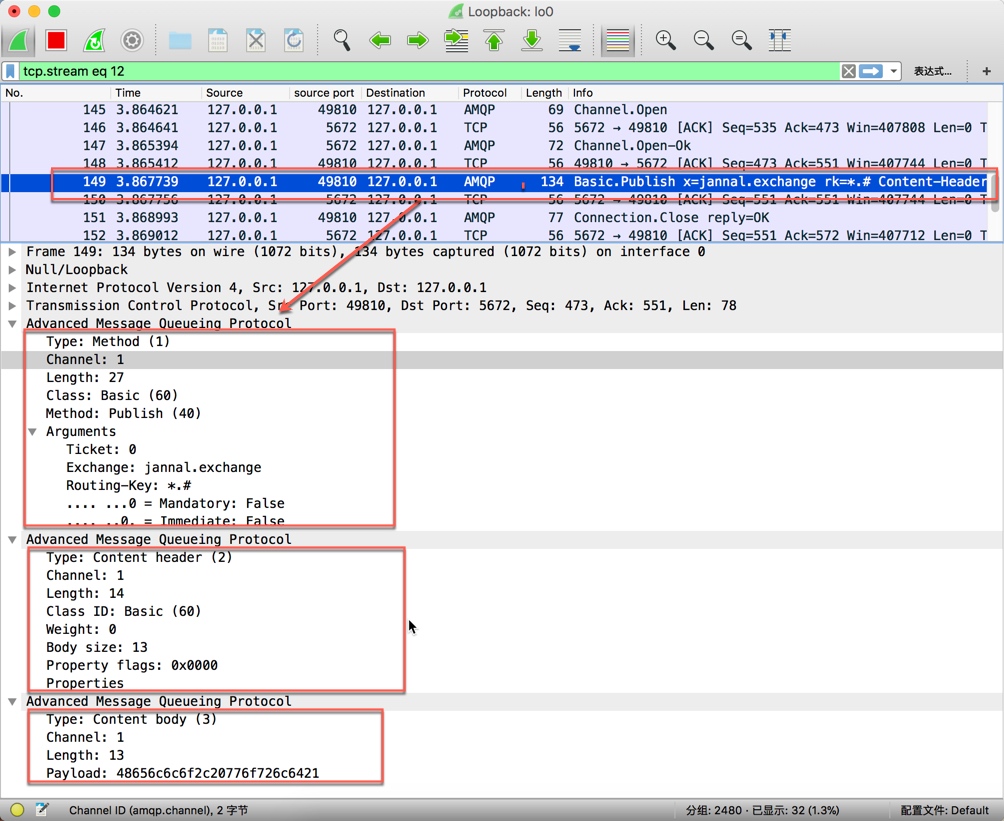 Loopback: lo0
tcp.stream eq 12 表达式… +
No. Time Source source port Destination Protocol Length Info
145 3.864621 127.0.0.1 49810 127.0.0.1 AMQP 69 Channel.Open
146 3.864641 127.0.0.1 5672 127.0.0.1 TCP 56 5672 → 49810 [ACK] Seq=535 Ack=473 Win=407808 Len=0 T
147 3.865394 127.0.0.1 5672 127.0.0.1 AMQP 72 Channel.Open-Ok
148 3.865412 127.0.0.1 49810 127.0.0.1 TCP 56 49810 → 5672 [ACK] Seq=473 Ack=551 Win=407744 Len=0 T
149 3.867739 127.0.0.1 49810 127.0.0.1 AMQP 134 Basic.Publish x=jannal.exchange rk=*.# Content-Header
150 3.867756 127.0.0.1 5672 127.0.0.1 TCP 56 5672 → 49810 [ACK] Seq=551 Ack=551 Win=407744 Len=0 T
151 3.868993 127.0.0.1 49810 127.0.0.1 AMQP 77 Connection.Close reply=OK
152 3.869012 127.0.0.1 5672 127.0.0.1 TCP 56 5672 → 49810 [ACK] Seq=551 Ack=572 Win=407712 Len=0 T
Frame 149: 134 bytes on wire (1072 bits), 134 bytes captured (1072 bits) on interface 0
Null/Loopback
Internet Protocol Version 4, Src: 127.0.0.1, Dst: 127.0.0.1
Transmission Control Protocol, Src Port: 49810, Dst Port: 5672, Seq: 473, Ack: 551, Len: 78
Advanced Message Queueing Protocol
Type: Method (1)
Channel: 1
Length: 27
Class: Basic (60)
Method: Publish (40)
Arguments
Ticket: 0
Exchange: jannal.exchange
Routing-Key: *.#
.... ...0 = Mandatory: False
.... ..0. = Immediate: False
Advanced Message Queueing Protocol
Type: Content header (2)
Channel: 1
Length: 14
Class ID: Basic (60)
Weight: 0
Body size: 13
Property flags: 0x0000
Properties
Advanced Message Queueing Protocol
Type: Content body (3)
Channel: 1
Length: 13
Payload: 48656c6c6f2c20776f726c6421
Channel ID (amqp.channel), 2 字节 分组: 2480 · 已显示: 32 (1.3%) 配置文件: Default